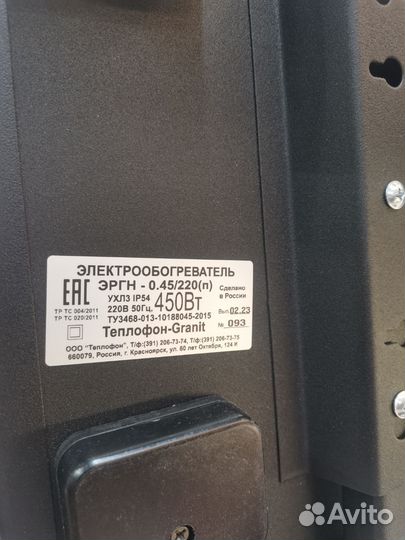 ЭЛЕКТРООБОГРЕВАТЕЛЬ
ЭРГН - 0.45/220(п) Сделано в России
EAC
ТР ТС 004/2011
ТР ТС 020/2011
УХЛ3 IP54
220В 50Гц 450Вт
Вып. 02.23
ТУ3468-013-10188045-2015
№ 093
Теплофон-Granit
ООО "Теплофон", Т/ф:(391) 206-73-74, Т/ф:(391) 206-73-75
660079, Россия, г. Красноярск, ул. 60 лет Октября, 124 И
Avito